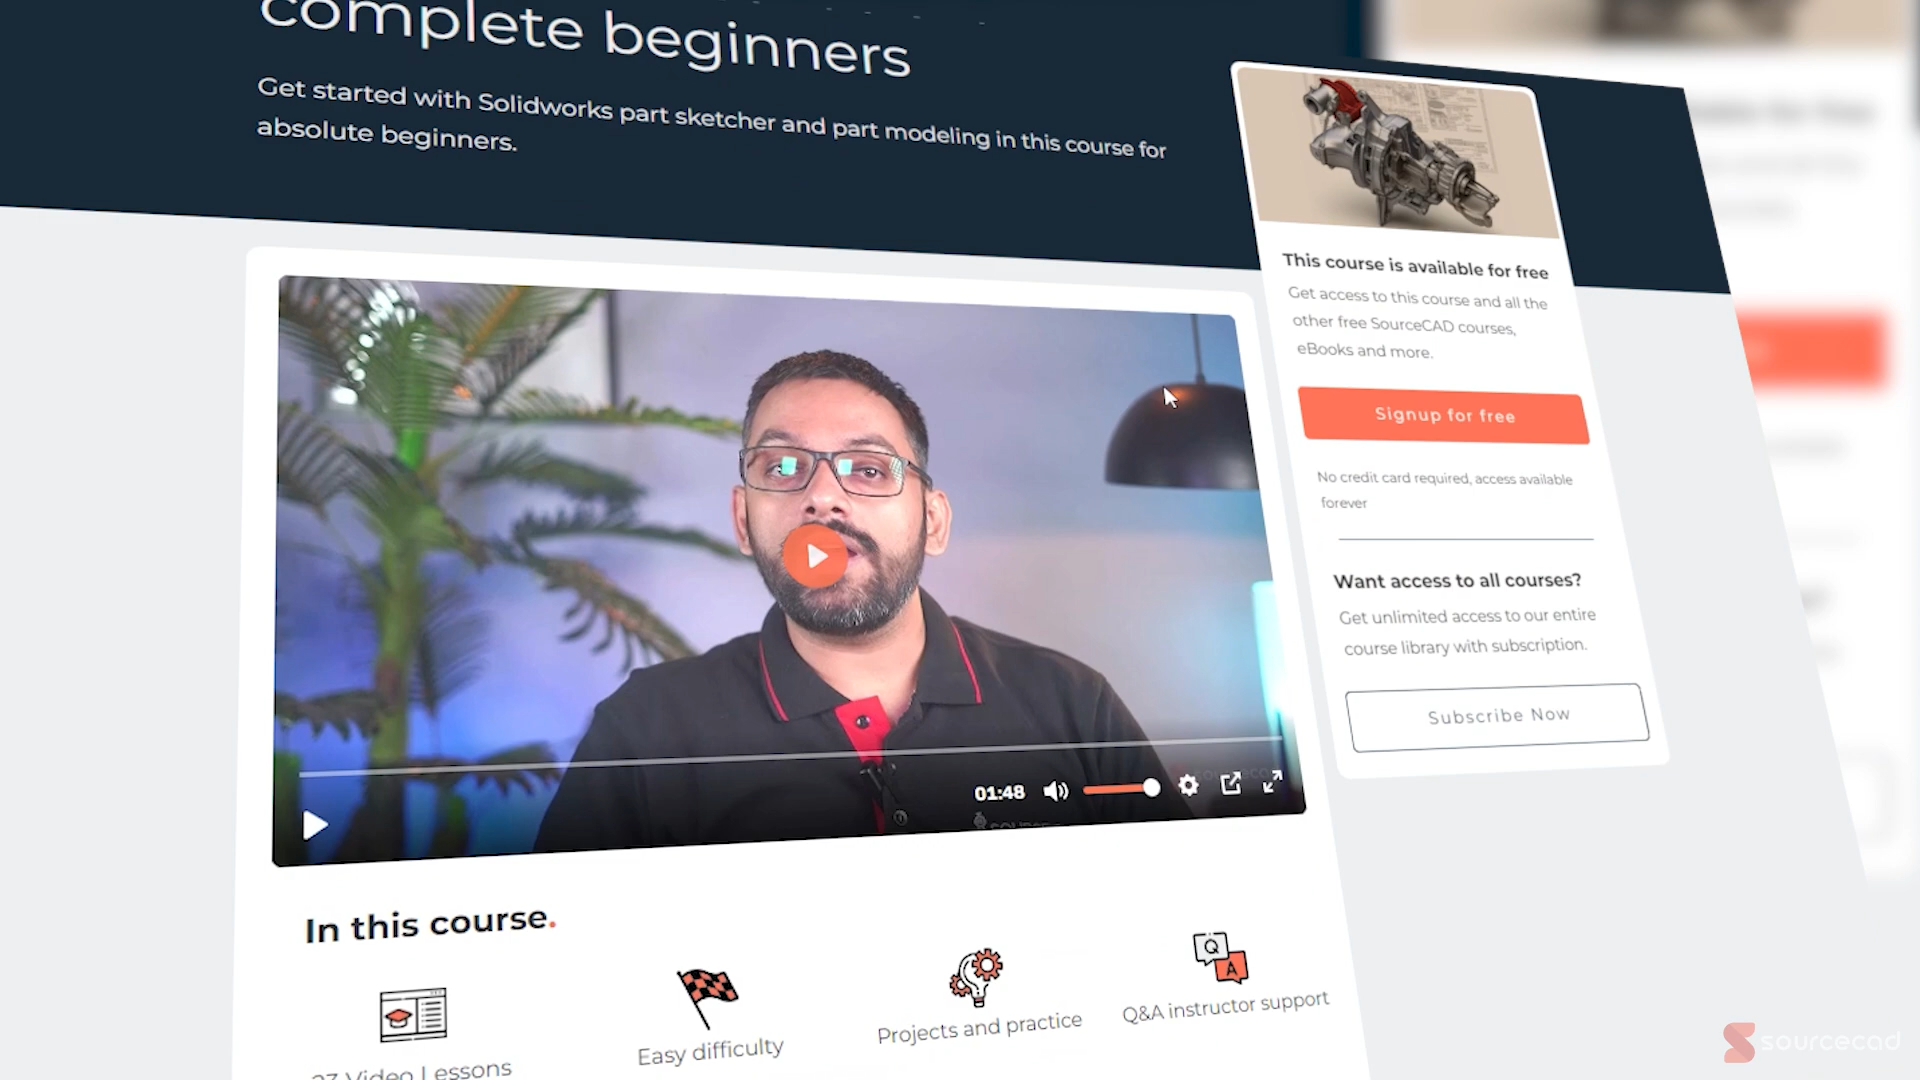 complete beginners
Get started with Solidworks part sketcher and part modeling in this course for
absolute beginners.
This course is available for free
Get access to this course and all the
other free SourceCAD courses,
eBooks and more.
Signup for free
No credit card required, access available
forever
Want access to all courses?
Get unlimited access to our entire
course library with subscription.
Subscribe Now
01:48
In this course.
Q
A
Video Lessons
Easy difficulty
Projects and practice
Q&A instructor support
sourcecad